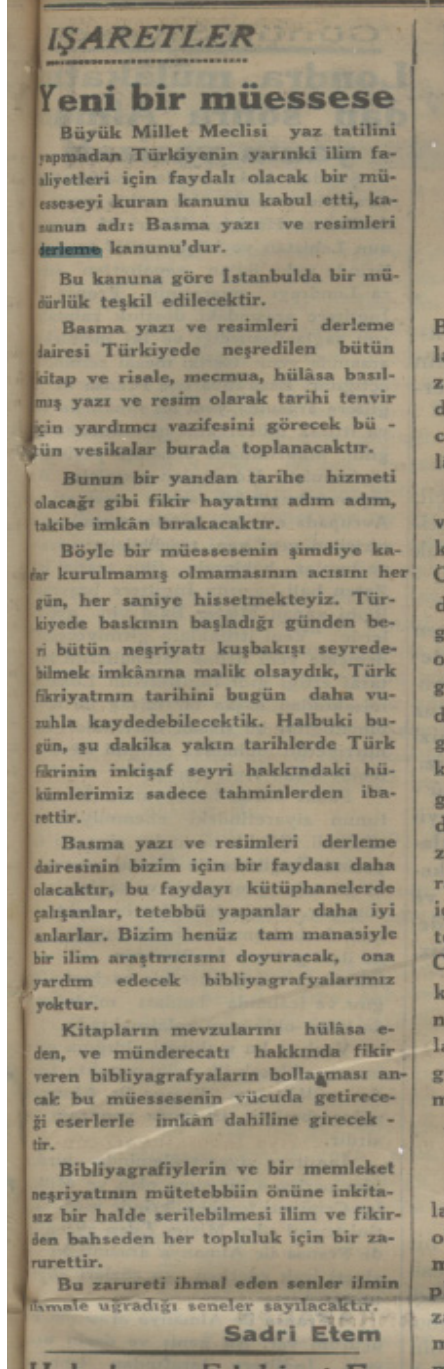 IŞARETLER
Yeni bir müessese
Büyük Millet Meclisi yaz tatilini
yapmadan Türkiyenin yarınki ilim fa-
aliyetleri için faydalı olacak bir mü-
esseseyi kuran kanunu kabul etti, ka-
nunun adı: Basma yazı ve resimleri
derleme kanunu'dur.
Bu kanuna göre İstanbulda bir mü-
dürlük teşkil edilecektir.
Basma yazı ve resimleri derleme
dairesi Türkiyede neşredilen bütün
kitap ve risale, mecmua, hülâsa basıl-
mış yazı ve resim olarak tarihi tenvir
için yardımcı vazifesini görecek bü -
tün vesikalar burada toplanacaktır.
Bunun bir yandan tarihe hizmeti
olacağı gibi fikir hayatını adım adım,
takibe imkân bırakacaktır.
Böyle bir müessesenin şimdiye ka-
dar kurulmamış olmamasının acısını her
gün, her saniye hissetmekteyiz. Tür-
kiyede baskının başladığı günden be-
ri bütün neşriyatı kuşbakışı seyrede-
bilmek imkânına malik olsaydık, Türk
fikriyatının tarihini bugün daha vu-
zuhla kaydedebilecektik. Halbuki bu-
gün, şu dakika yakın tarihlerde Türk
fikrinin inkişaf seyri hakkındaki hü-
kümlerimiz sadece tahminlerden iba-
rettir.
Basma yazı ve resimleri derleme
dairesinin bizim için bir faydası daha
olacaktır, bu faydayı kütüphanelerde
çalışanlar, tetebbü yapanlar daha iyi
anlarlar. Bizim henüz tam manasiyle
bir ilim araştırıcısını doyuracak, ona
yardım edecek bibliyagrafyalarımız
yoktur.
Kitapların mevzularını hülâsa e-
den, ve münderecatı hakkında fikir
veren bibliyagrafyaların bollaşması an-
cak bu müessesenin vücuda getirece-
ği eserlerle imkân dahiline girecek -
tir.
Bibliyagrafiylerin ve bir memleket
neşriyatının mütetebbiin önüne inkita-
sız bir halde serilebilmesi ilim ve fikir-
den bahseden her topluluk için bir za-
rurettir.
Bu zarureti ihmal eden senler ilmin
ihmale uğradığı seneler sayılacaktır.
Sadri Etem